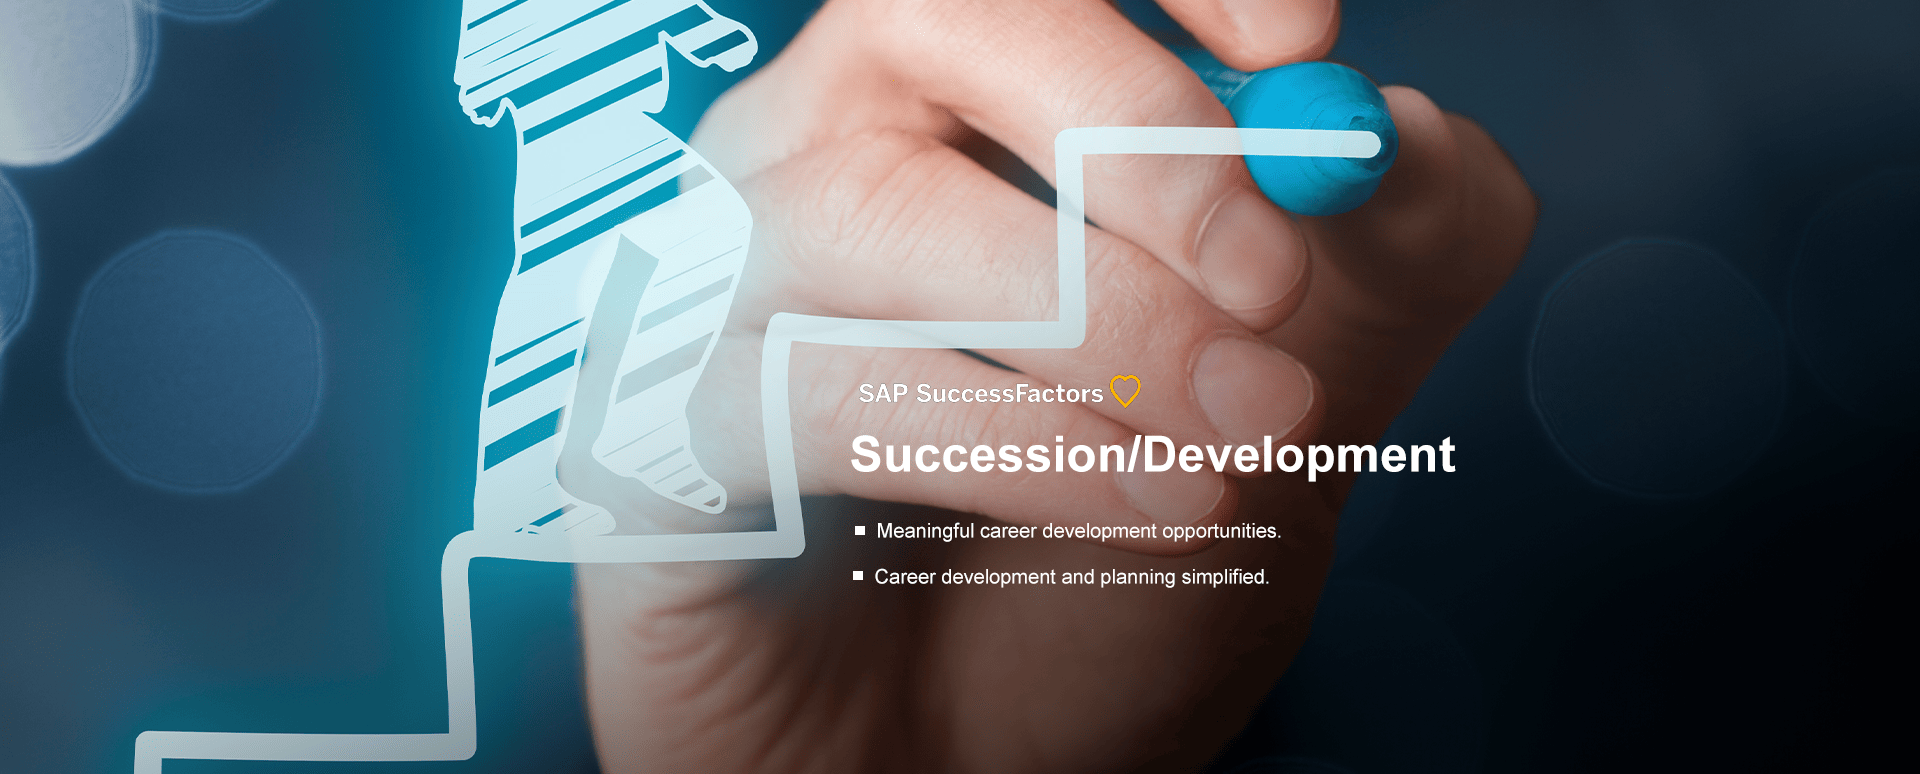 SAP SuccessFactors
Succession/Development
Meaningful career development opportunities.
Career development and planning simplified.